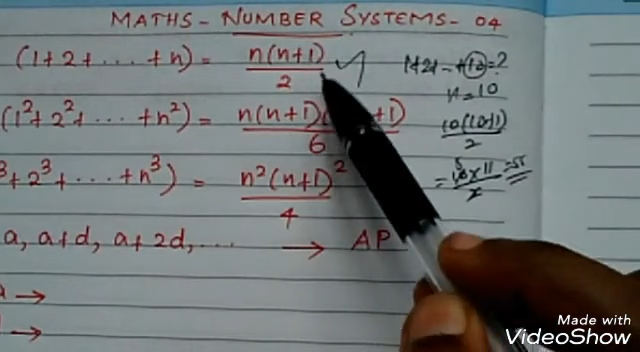 MATHS - NUMBER SYSTEMS - 04
(1+2+...+n) = n(n+1)/2
(1²+2²+...+n²) = n(n+1)( +1)/6
³+2³+...+n³) = n²(n+1)²/4
a, a+d, a+2d, ... → AP
→
→
1+2+-+10=?
n=10
10(10+1)/2
= 5 10×11/2 = 55
Made with
VideoShow